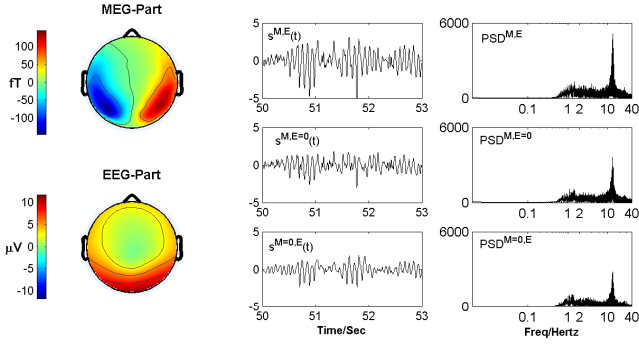 MEG-Part
100
50
fT 0
-50
-100
EEG-Part
10
5
μV 0
-5
-10
5
0
-5
s^M,E(t)
50 51 52 53
5
0
-5
s^M,E=0(t)
50 51 52 53
5
0
-5
s^M=0,E(t)
50 51 52 53
Time/Sec
6000
PSD^M,E
0
0.1 1 2 10 40
6000
PSD^M,E=0
0
0.1 1 2 10 40
6000
PSD^M=0,E
0
0.1 1 2 10 40
Freq/Hertz